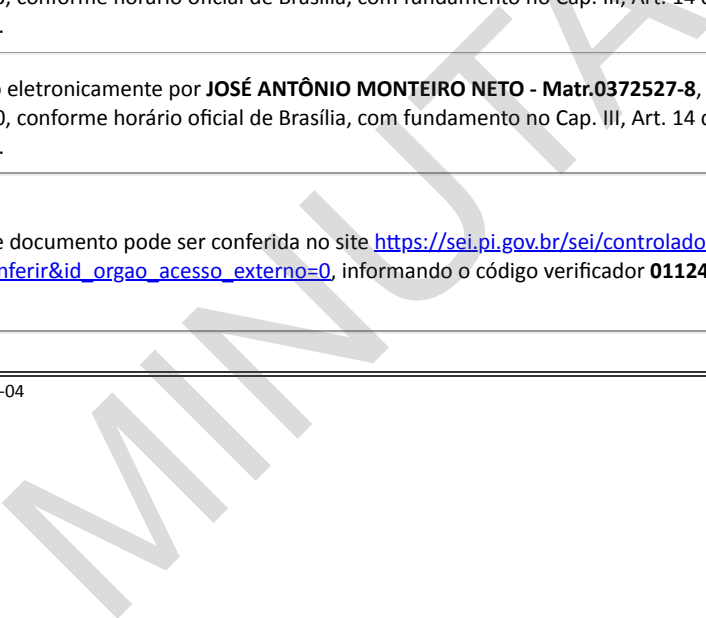 , conforme horário oficial de Brasília, com fundamento no Cap. III, Art. 14
.
o eletronicamente por JOSÉ ANTÔNIO MONTEIRO NETO - Matr.0372527-8,
0, conforme horário oficial de Brasília, com fundamento no Cap. III, Art. 14
.
e documento pode ser conferida no site https://sei.pi.gov.br/sei/controlado
nferir&id_orgao_acesso_externo=0, informando o código verificador 01124
-04
MINUTA